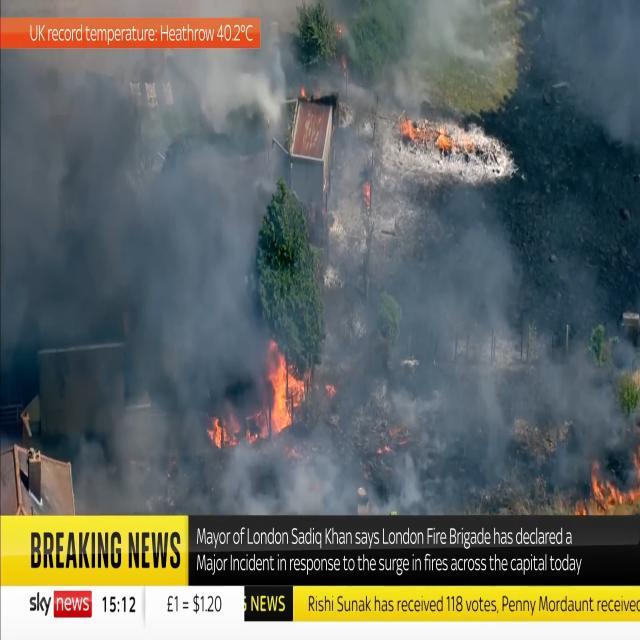 UK record temperature: Heathrow 40.2°C
BREAKING NEWS
Mayor of London Sadiq Khan says London Fire Brigade has declared a
Major Incident in response to the surge in fires across the capital today
sky news 15:12 £1 = $1.20 NEWS Rishi Sunak has received 118 votes, Penny Mordaunt received